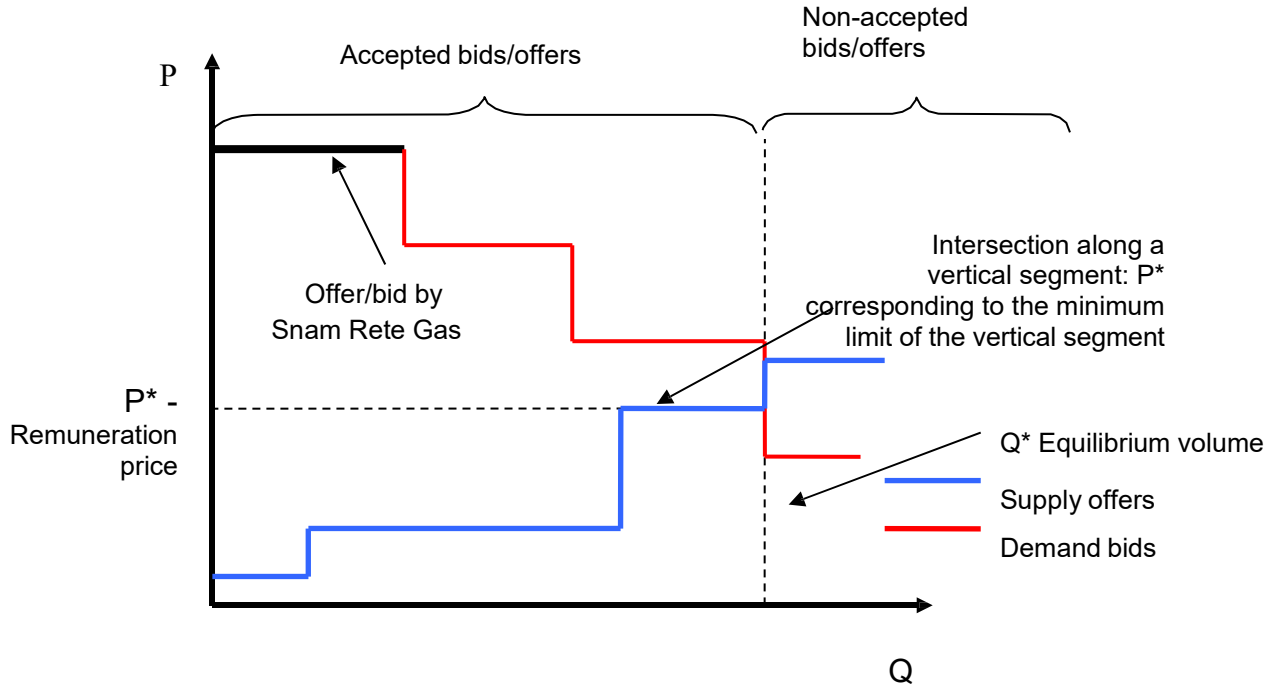 Non-accepted
bids/offers
Accepted bids/offers
P
Intersection along a
vertical segment: P*
corresponding to the minimum
limit of the vertical segment
Offer/bid by
Snam Rete Gas
P* -
Remuneration
price
Q* Equilibrium volume
Supply offers
Demand bids
Q